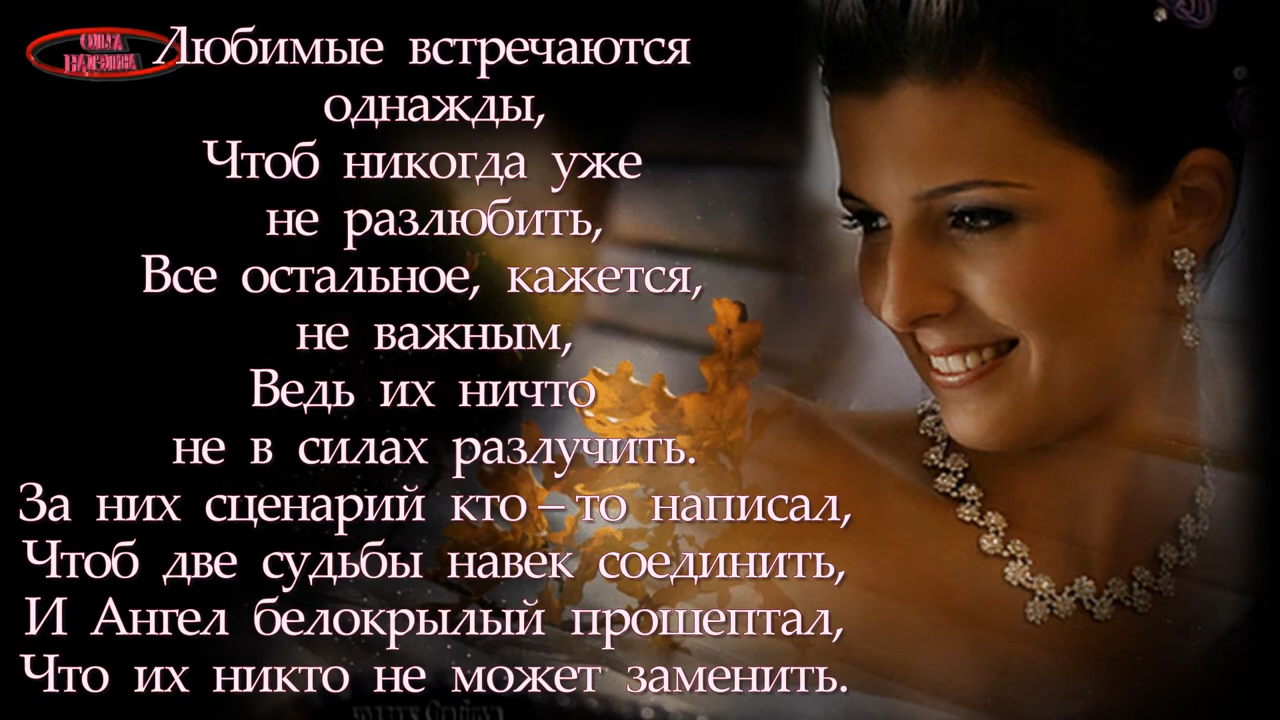 ОЛЬГА
Любимые встречаются
однажды,
Чтоб никогда уже
не разлюбить,
Все остальное, кажется,
не важным,
Ведь их ничто
не в силах разлучить.
За них сценарий кто – то написал,
Чтоб две судьбы навек соединить,
И Ангел белокрылый прошептал,
Что их никто не может заменить.